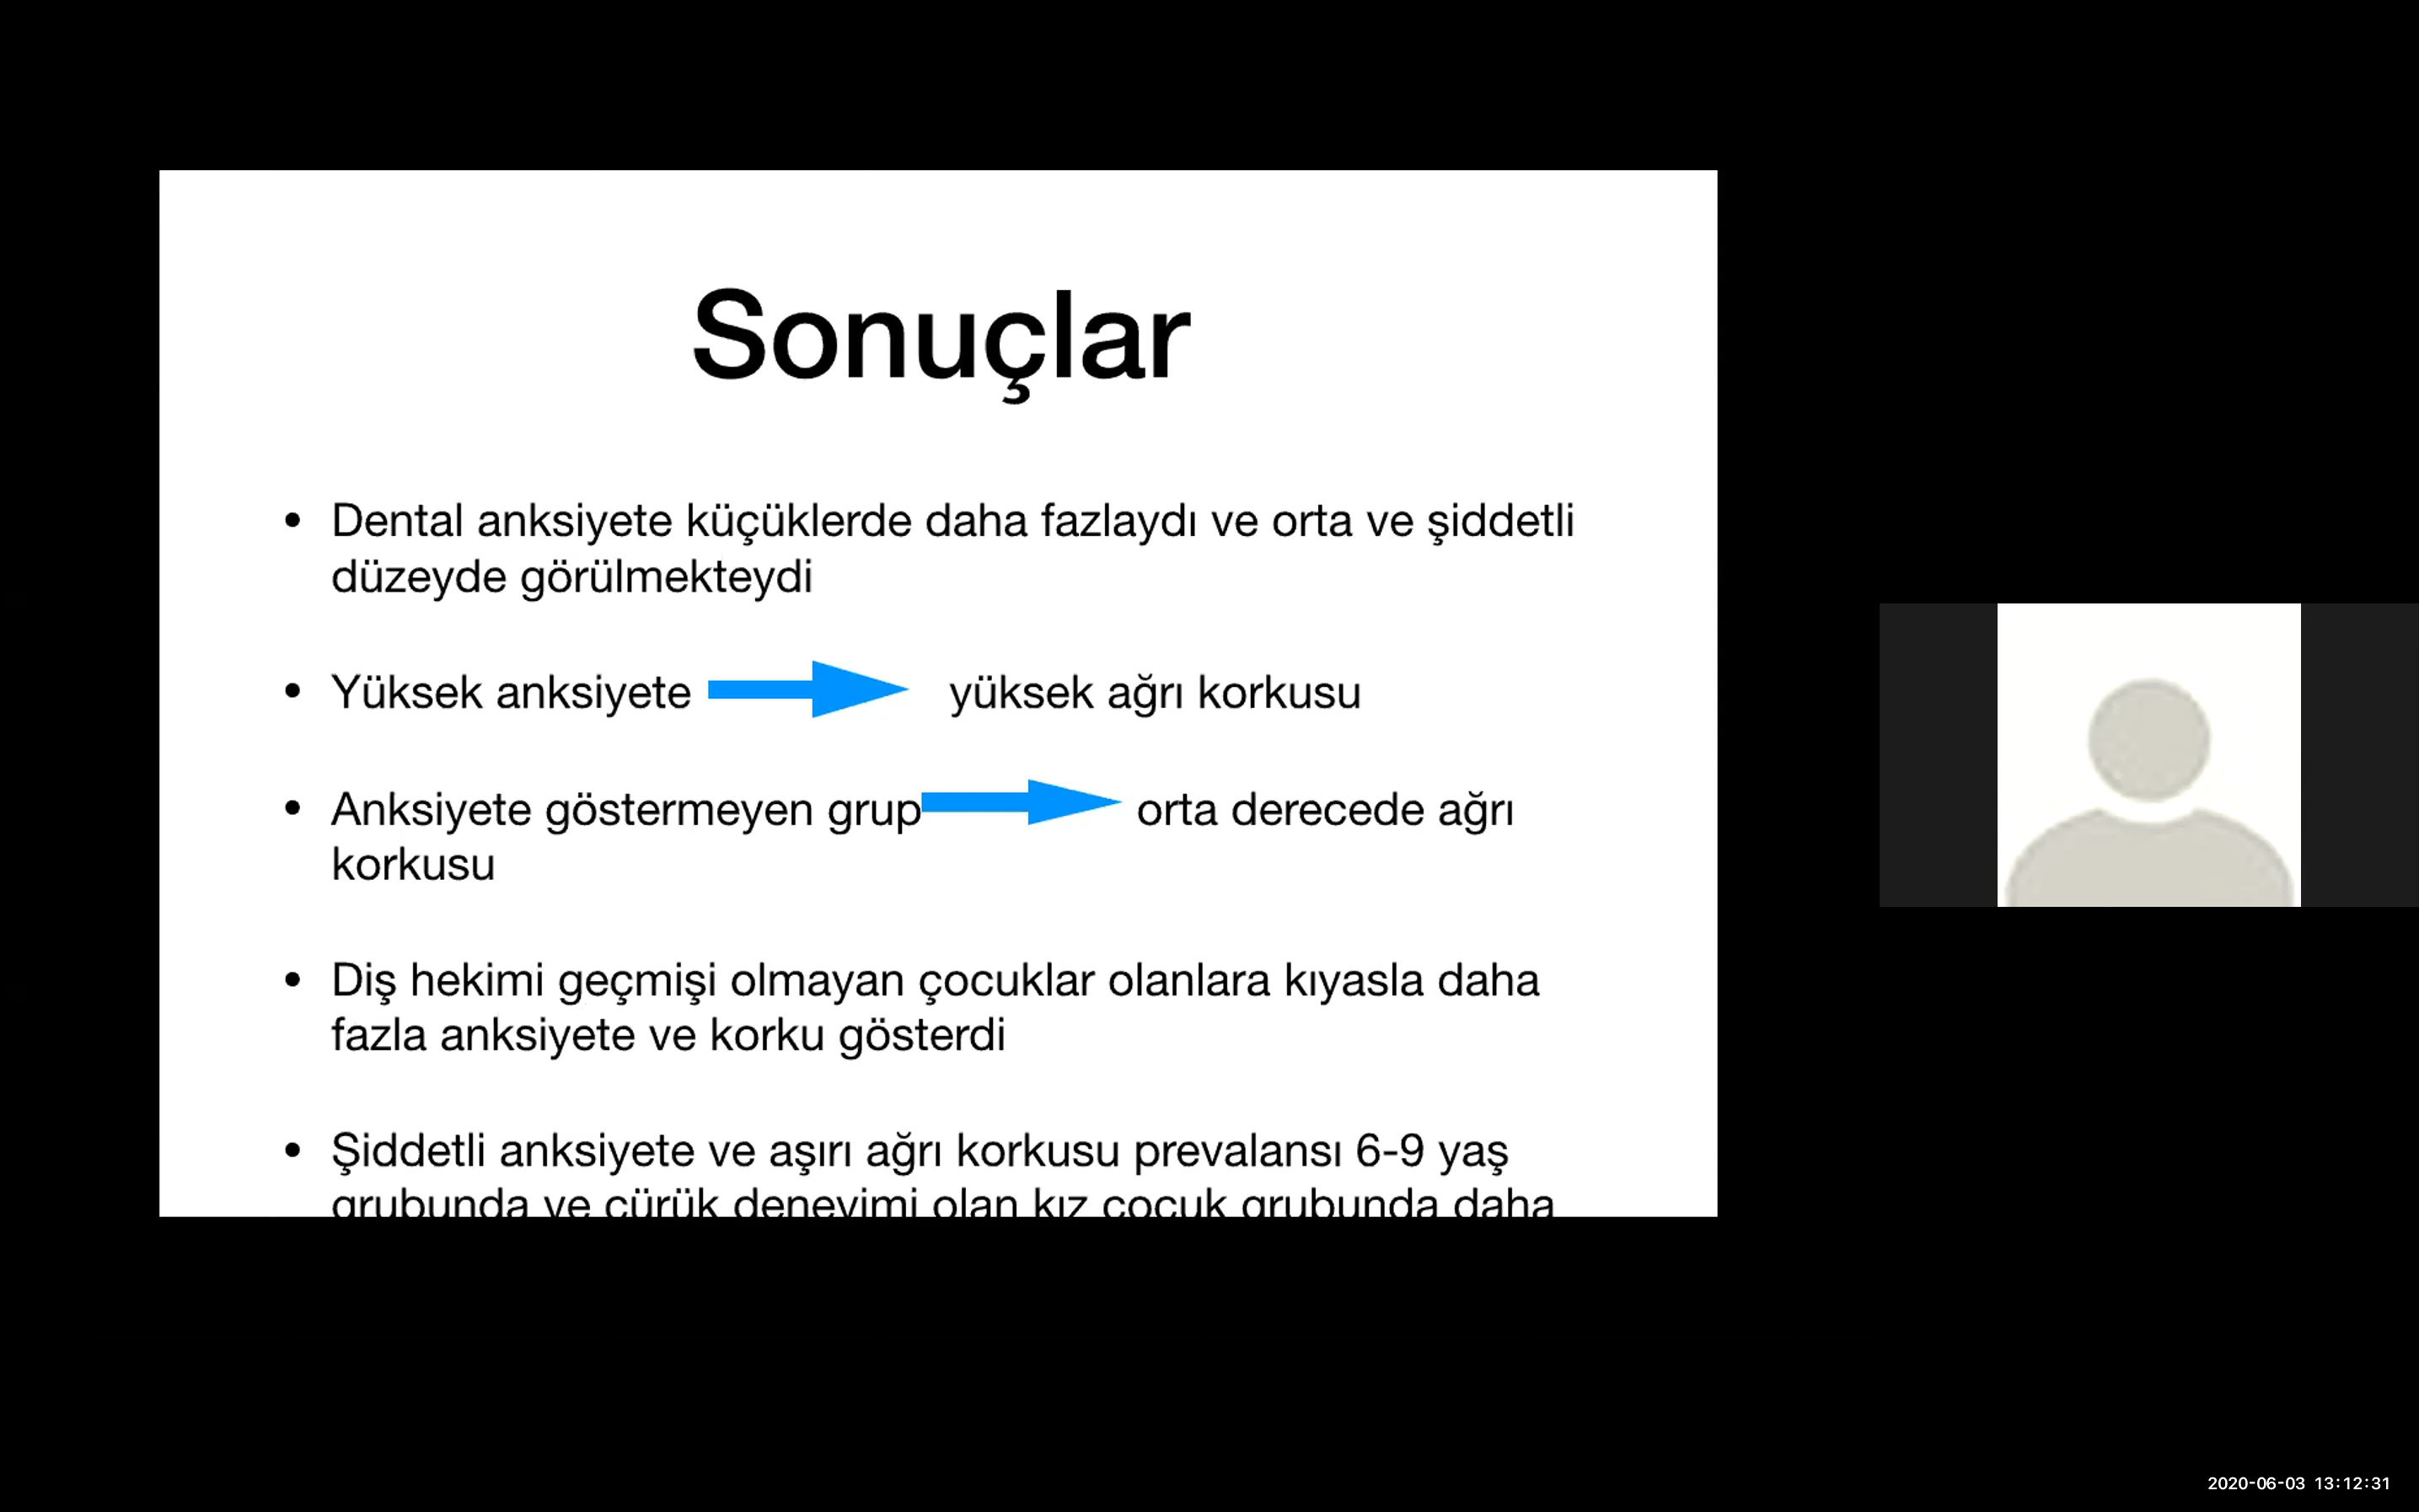 Sonuçlar
• Dental anksiyete küçüklerde daha fazlaydı ve orta ve şiddetli
düzeyde görülmekteydi
• Yüksek anksiyete yüksek ağrı korkusu
• Anksiyete göstermeyen grup orta derecede ağrı
korkusu
• Diş hekimi geçmişi olmayan çocuklar olanlara kıyasla daha
fazla anksiyete ve korku gösterdi
• Şiddetli anksiyete ve aşırı ağrı korkusu prevalansı 6-9 yaş
grubunda ve çürük deneyimi olan kız çocuk grubunda daha
2020-06-03 13:12:31